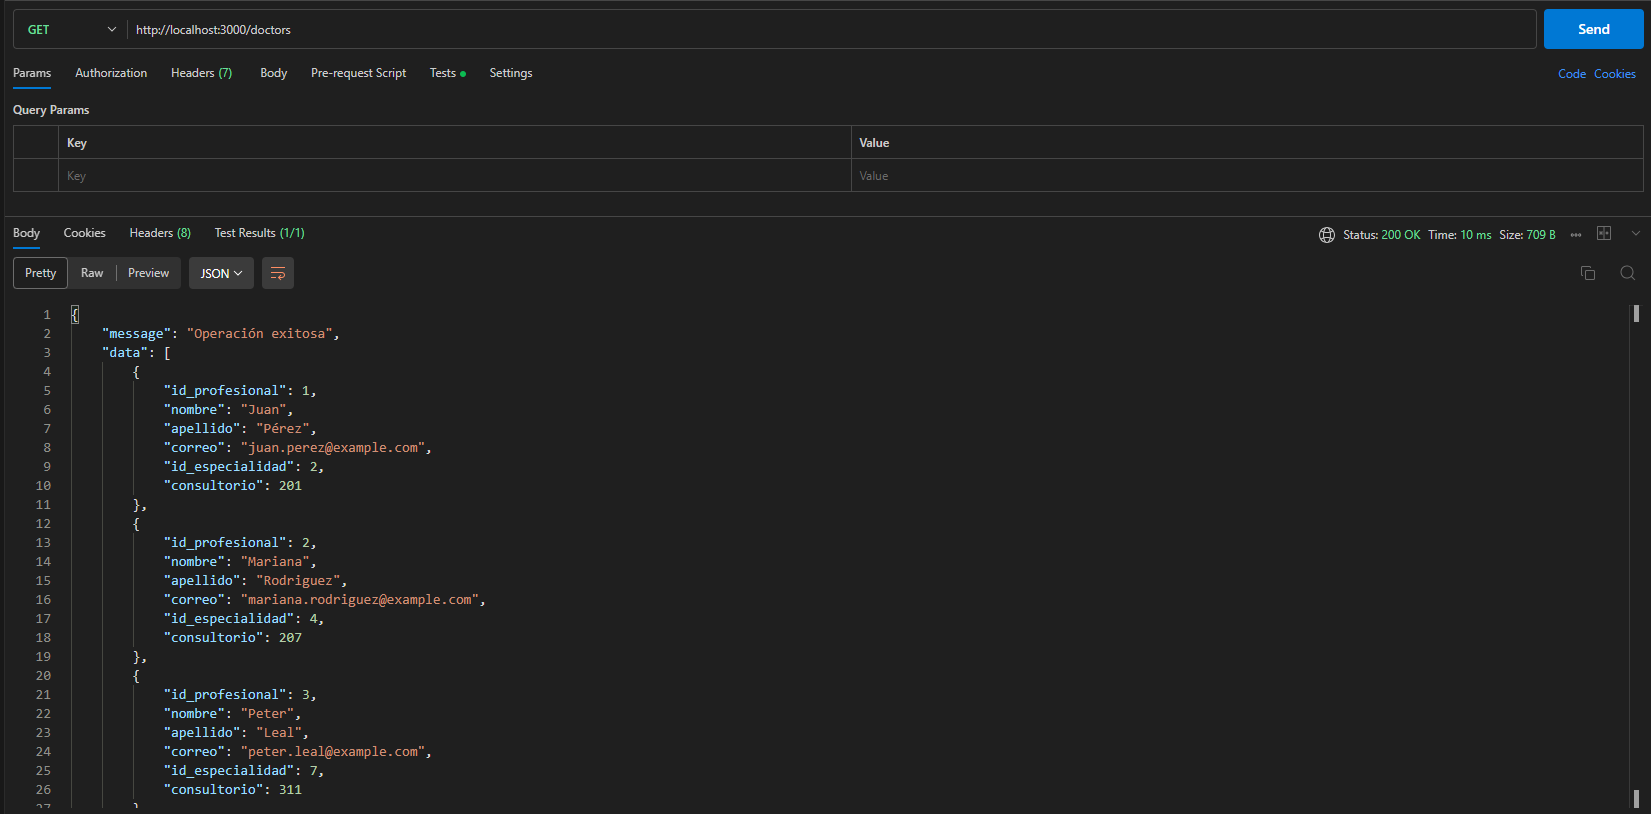 GET http://localhost:3000/doctors Send
Params Authorization Headers (7) Body Pre-request Script Tests Settings Code Cookies
Query Params
Key Value
Key Value
Body Cookies Headers (8) Test Results (1/1) Status: 200 OK Time: 10 ms Size: 709 B
Pretty Raw Preview JSON
1 {
2 "message": "Operación exitosa",
3 "data": [
4 {
5 "id_profesional": 1,
6 "nombre": "Juan",
7 "apellido": "Pérez",
8 "correo": "juan.perez@example.com",
9 "id_especialidad": 2,
10 "consultorio": 201
11 },
12 {
13 "id_profesional": 2,
14 "nombre": "Mariana",
15 "apellido": "Rodriguez",
16 "correo": "mariana.rodriguez@example.com",
17 "id_especialidad": 4,
18 "consultorio": 207
19 },
20 {
21 "id_profesional": 3,
22 "nombre": "Peter",
23 "apellido": "Leal",
24 "correo": "peter.leal@example.com",
25 "id_especialidad": 7,
26 "consultorio": 311